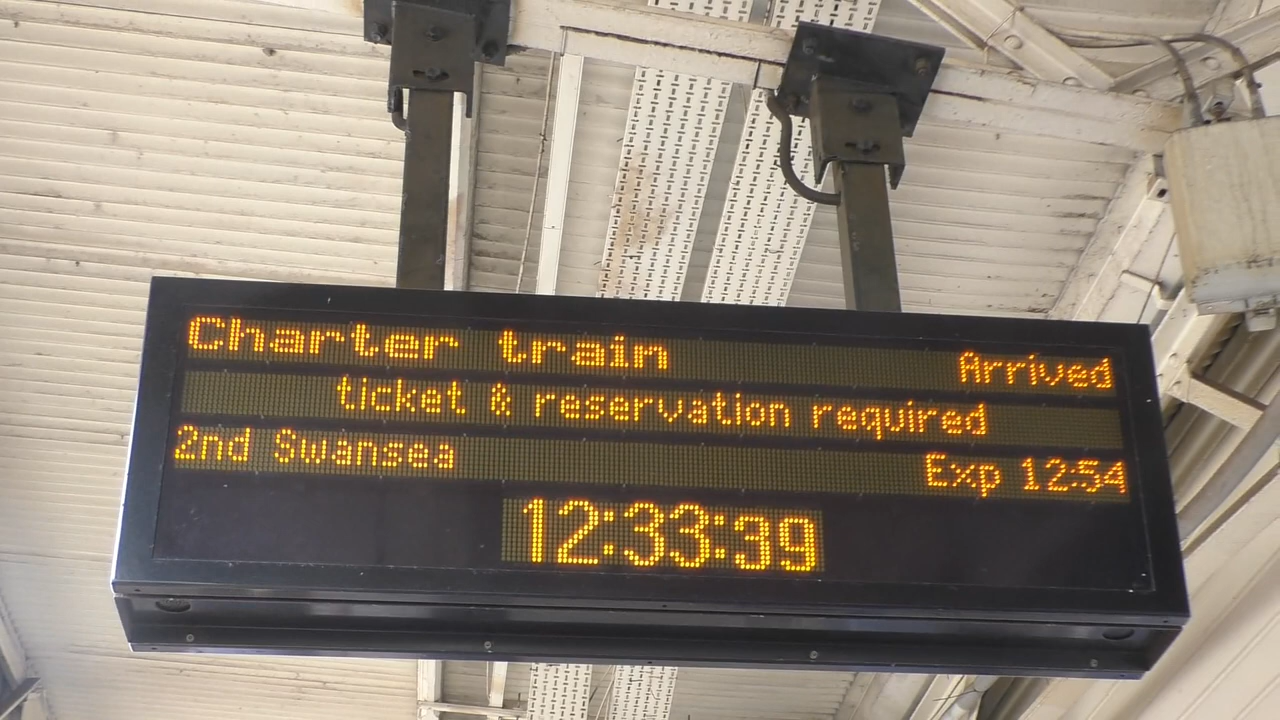 Charter train Arrived
ticket & reservation required
2nd Swansea Exp 12:54
12:33:39